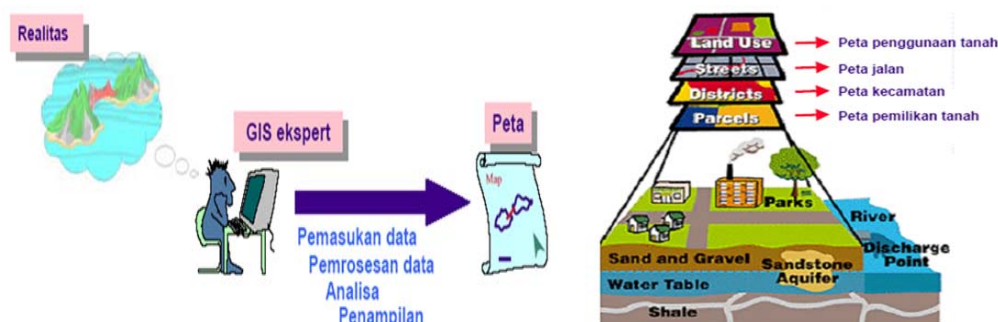 Realitas
GIS ekspert
Peta
Map
Pemasukan data
Pemrosesan data
Analisa
Penampilan
Land Use
Peta penggunaan tanah
Streets
Peta jalan
Districts
Peta kecamatan
Parcels
Peta pemilikan tanah
Parks
River
Discharge
Point
Sand and Gravel
Sandstone
Aquifer
Water Table
Shale